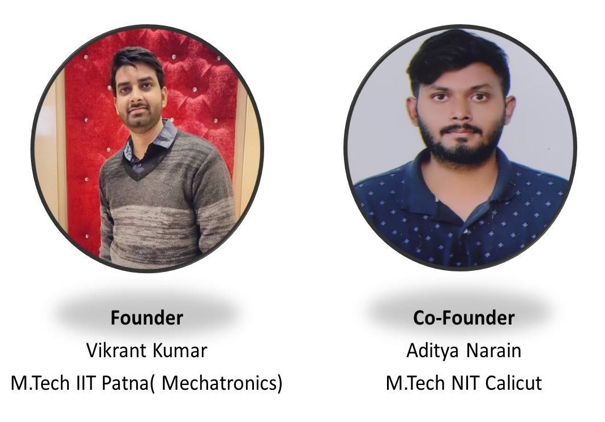 Founder
Vikrant Kumar
M.Tech IIT Patna( Mechatronics)
Co-Founder
Aditya Narain
M.Tech NIT Calicut